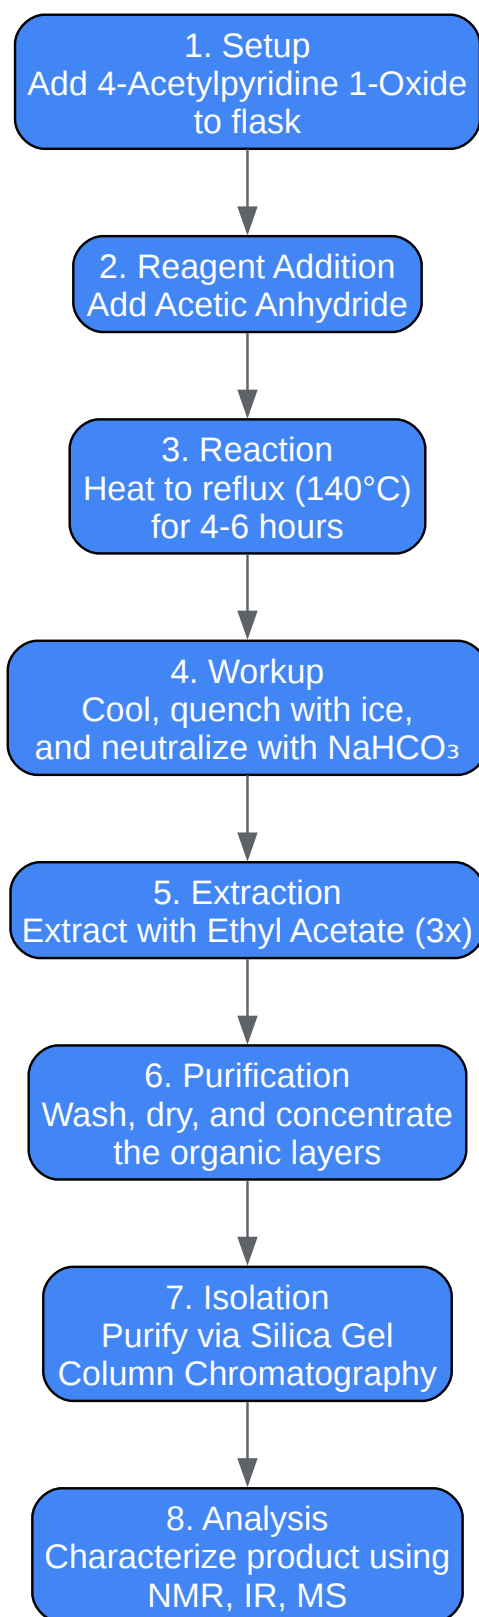 1. Setup
Add 4-Acetylpyridine 1-Oxide
to flask
2. Reagent Addition
Add Acetic Anhydride
3. Reaction
Heat to reflux (140°C)
for 4-6 hours
4. Workup
Cool, quench with ice,
and neutralize with NaHCO₃
5. Extraction
Extract with Ethyl Acetate (3x)
6. Purification
Wash, dry, and concentrate
the organic layers
7. Isolation
Purify via Silica Gel
Column Chromatography
8. Analysis
Characterize product using
NMR, IR, MS